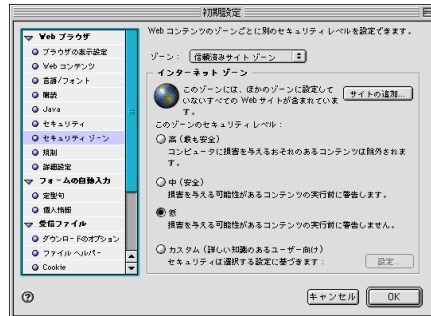 初期設定
Web ブラウザ
ブラウザの表示設定
Web コンテンツ
言語/フォント
購読
Java
セキュリティ
セキュリティ ゾーン
規制
詳細設定
フォームの自動入力
定型句
個人情報
受信ファイル
ダウンロードのオプション
ファイル ヘルパー
Cookie
Web コンテンツのゾーンごとに別のセキュリティ レベルを設定できます。
ゾーン： 信頼済みサイト ゾーン
インターネット ゾーン
このゾーンには、ほかのゾーンに設定して
いないすべての Web サイトが含まれていま
す。
サイトの追加...
このゾーンのセキュリティ レベル：
高（最も安全）
コンピュータに損害を与えるおそれのあるコンテンツは除外されま
す。
中（安全）
損害を与える可能性があるコンテンツの実行前に警告します。
低
損害を与える可能性があるコンテンツの実行前に警告しません。
カスタム（詳しい知識のあるユーザー向け）
セキュリティは選択する設定に基づきます：
設定...
キャンセル
OK